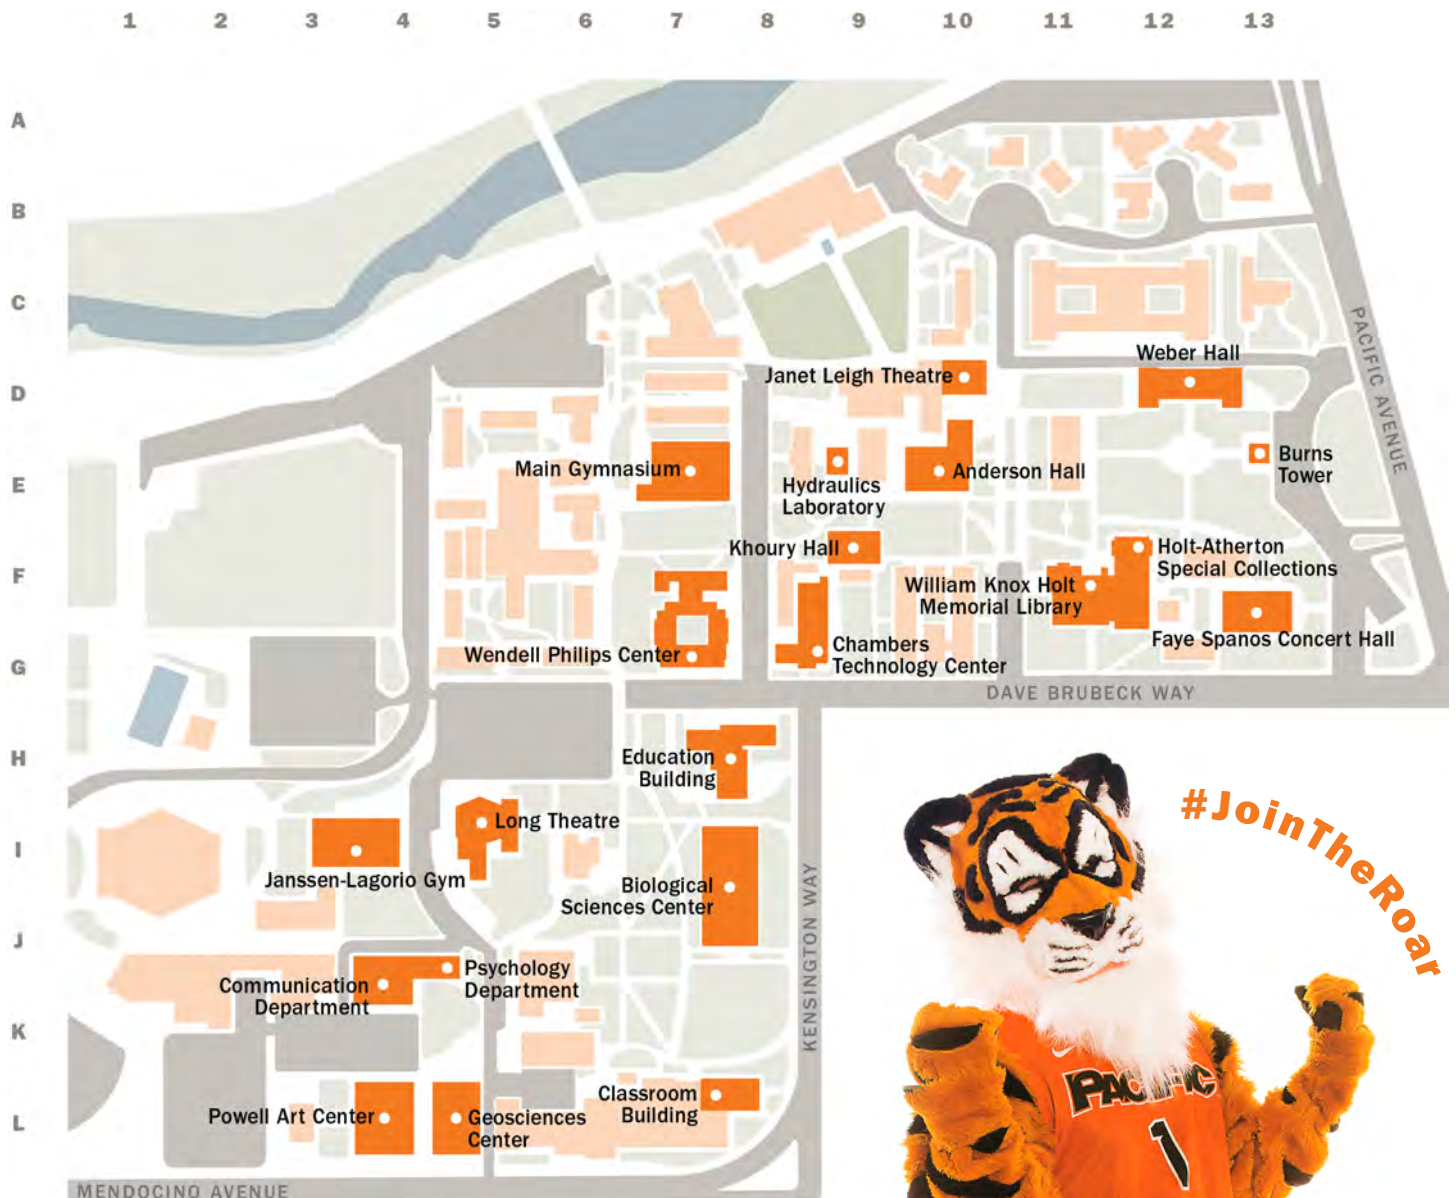 1 2 3 4 5 6 7 8 9 10 11 12 13
A
B
C
D
E
F
G
H
I
J
K
L
PACIFIC AVENUE
Weber Hall
Janet Leigh Theatre
Burns
Tower
Main Gymnasium
Anderson Hall
Hydraulics
Laboratory
Khoury Hall
Holt-Atherton
Special Collections
William Knox Holt
Memorial Library
Faye Spanos Concert Hall
Wendell Philips Center
Chambers
Technology Center
DAVE BRUBECK WAY
Education
Building
Long Theatre
#JoinTheRoar
Janssen-Lagorio Gym
Biological
Sciences Center
KENSINGTON WAY
Psychology
Department
Communication
Department
PACIFIC
1
Classroom
Building
Powell Art Center
Geosciences
Center
MENDOCINO AVENUE